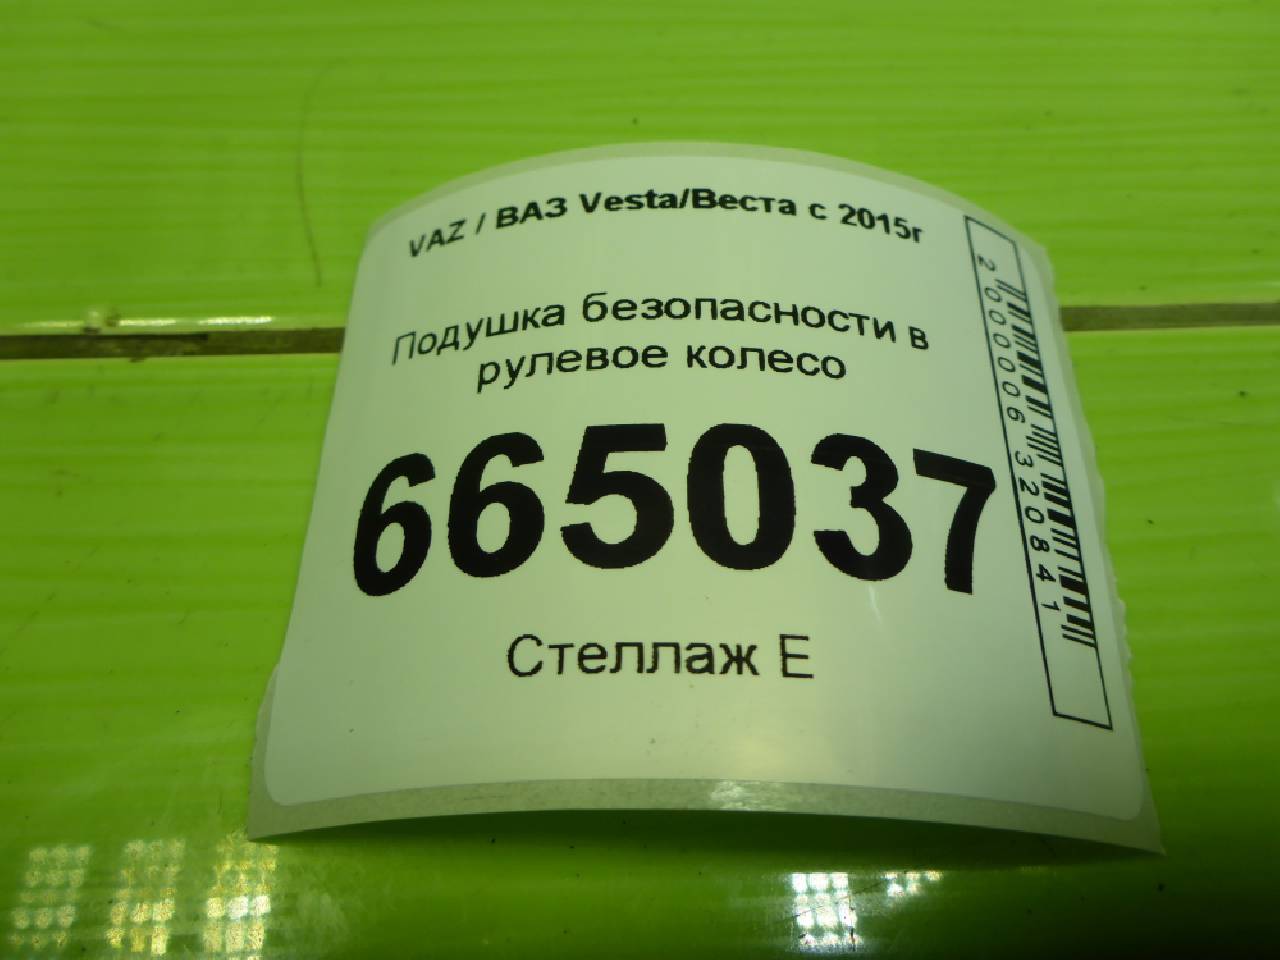 VAZ / ВАЗ Vesta/Веста с 2015г
Подушка безопасности в
рулевое колесо
665037
Стеллаж Е
2000006320841